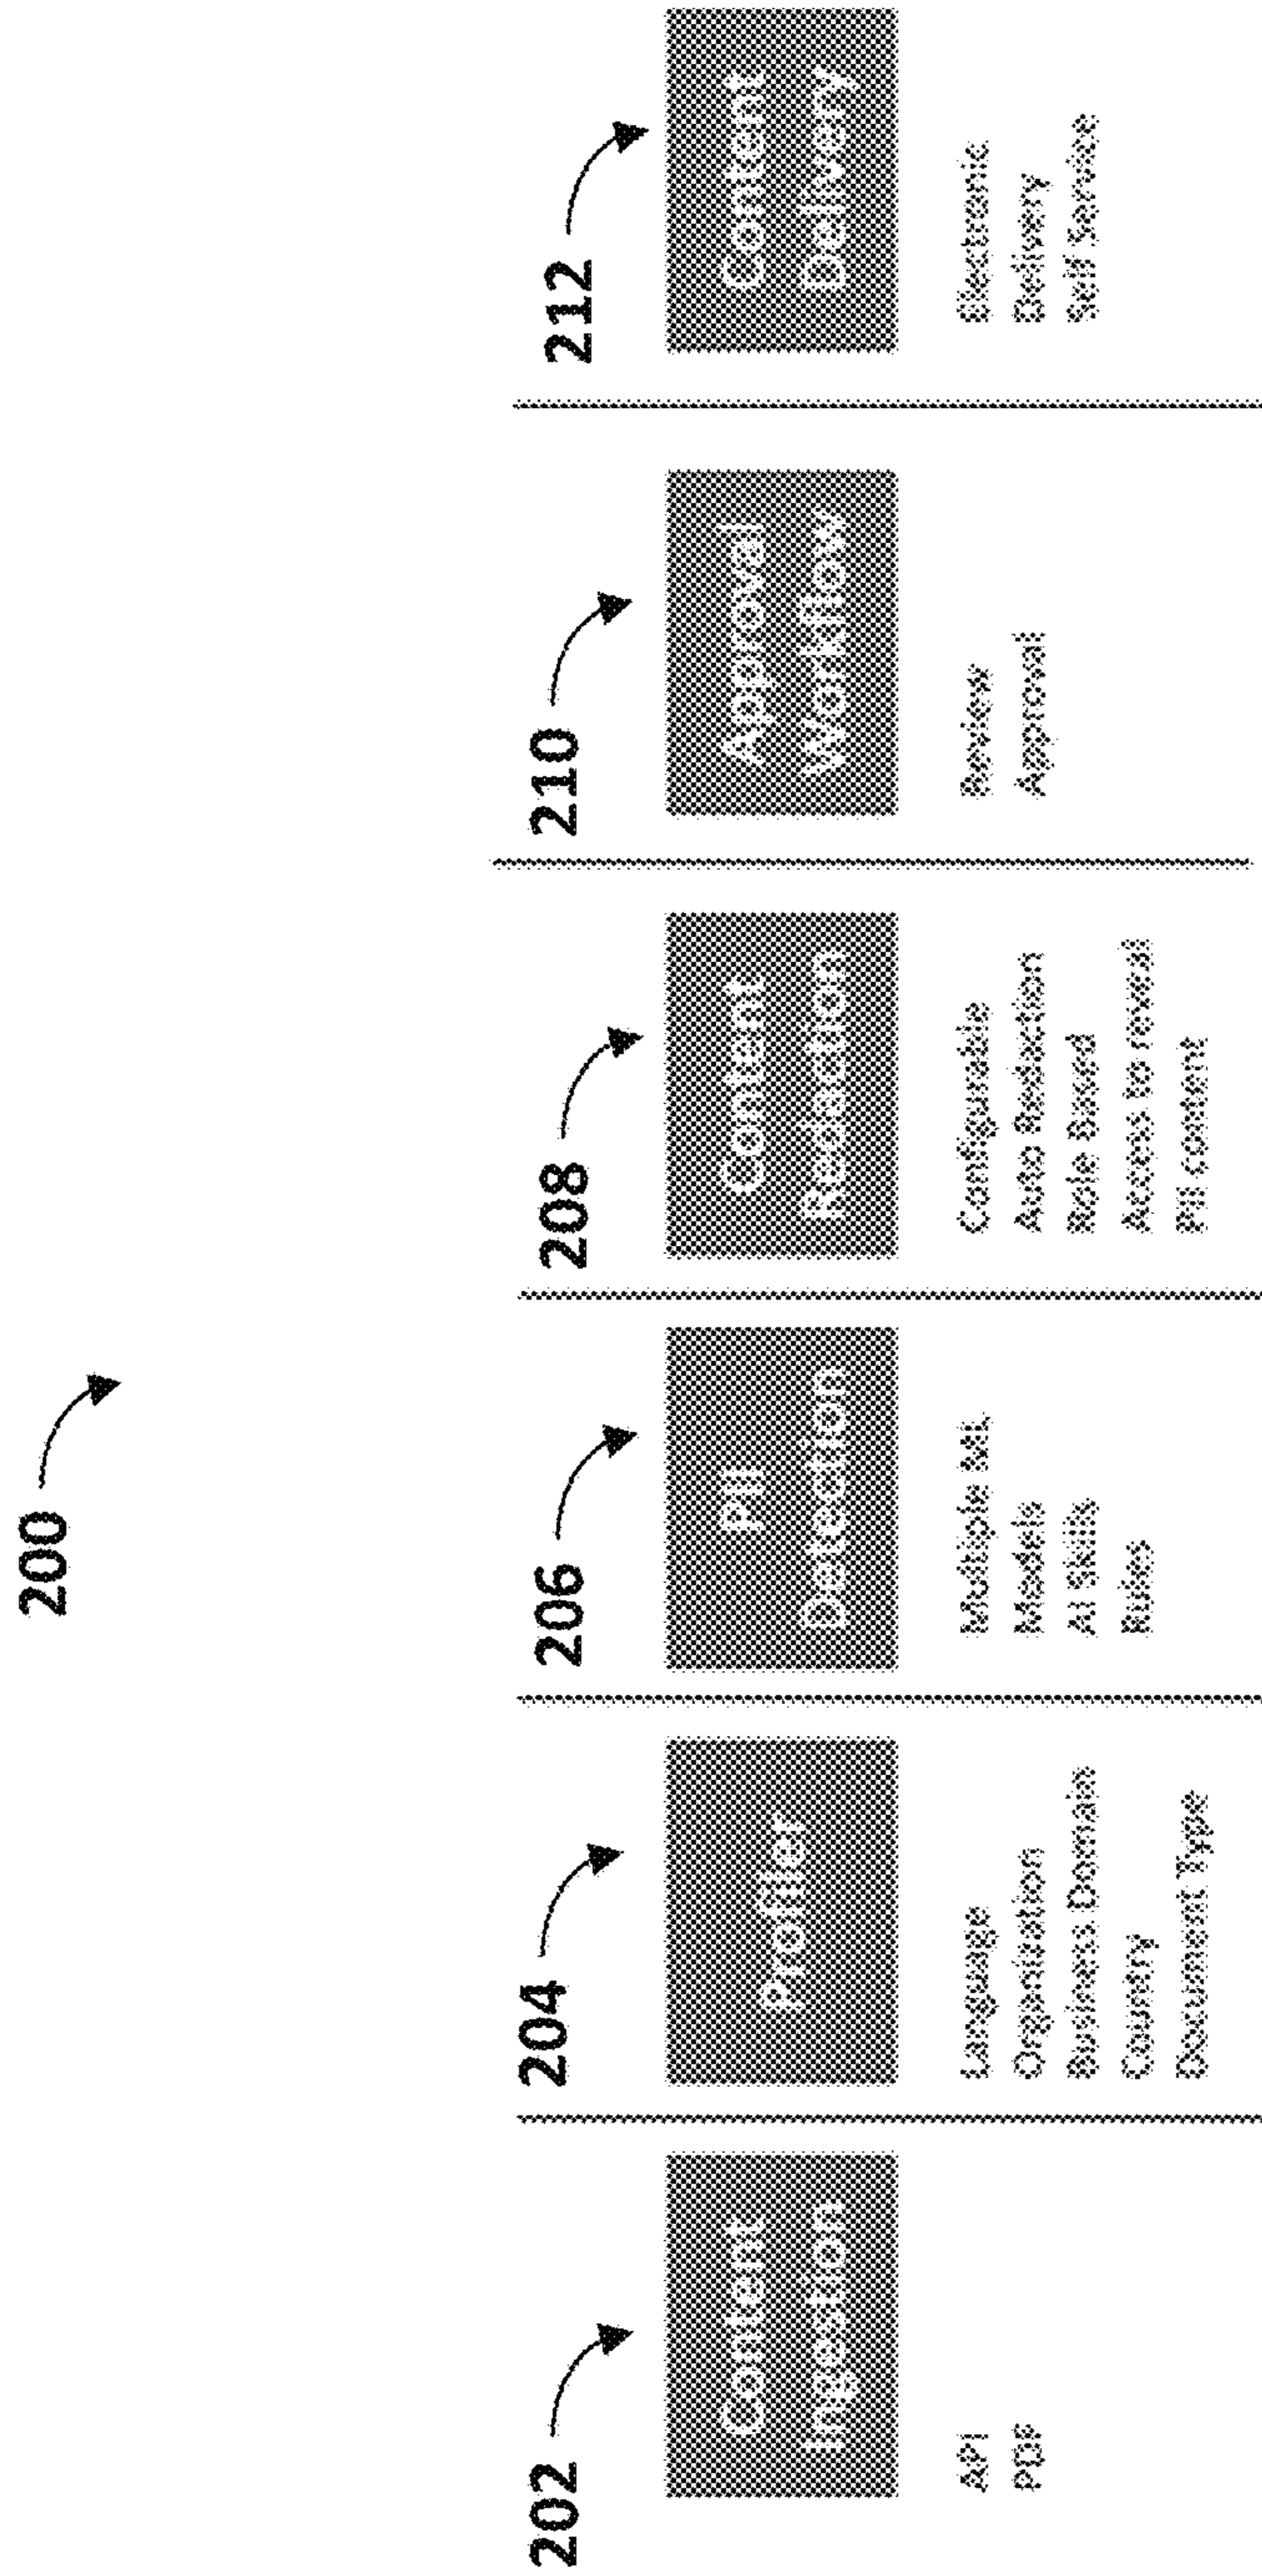 200
202
Content
Ingestion
API
PDF
204
Profiler
Language
Organization
Business Domain
Country
Document Type
206
PII
Detection
Multiple ML
Models
AI Skills
Rules
208
Content
Redaction
Configurable
Auto Redaction
Role Based
Access to reveal
PII content
210
Approval
Workflow
Review
Approval
212
Content
Delivery
Electronic
Delivery
Self Service